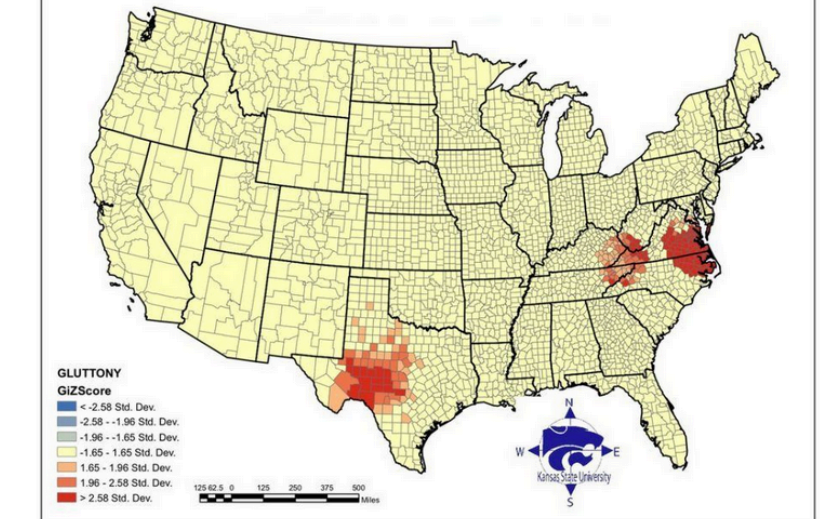 GLUTTONY
GiZScore
< -2.58 Std. Dev.
-2.58 - -1.96 Std. Dev.
-1.96 - -1.65 Std. Dev.
-1.65 - 1.65 Std. Dev.
1.65 - 1.96 Std. Dev.
1.96 - 2.58 Std. Dev.
> 2.58 Std. Dev.
125 62.5 0 125 250 375 500
Miles
N
W E
Kansas State University
S